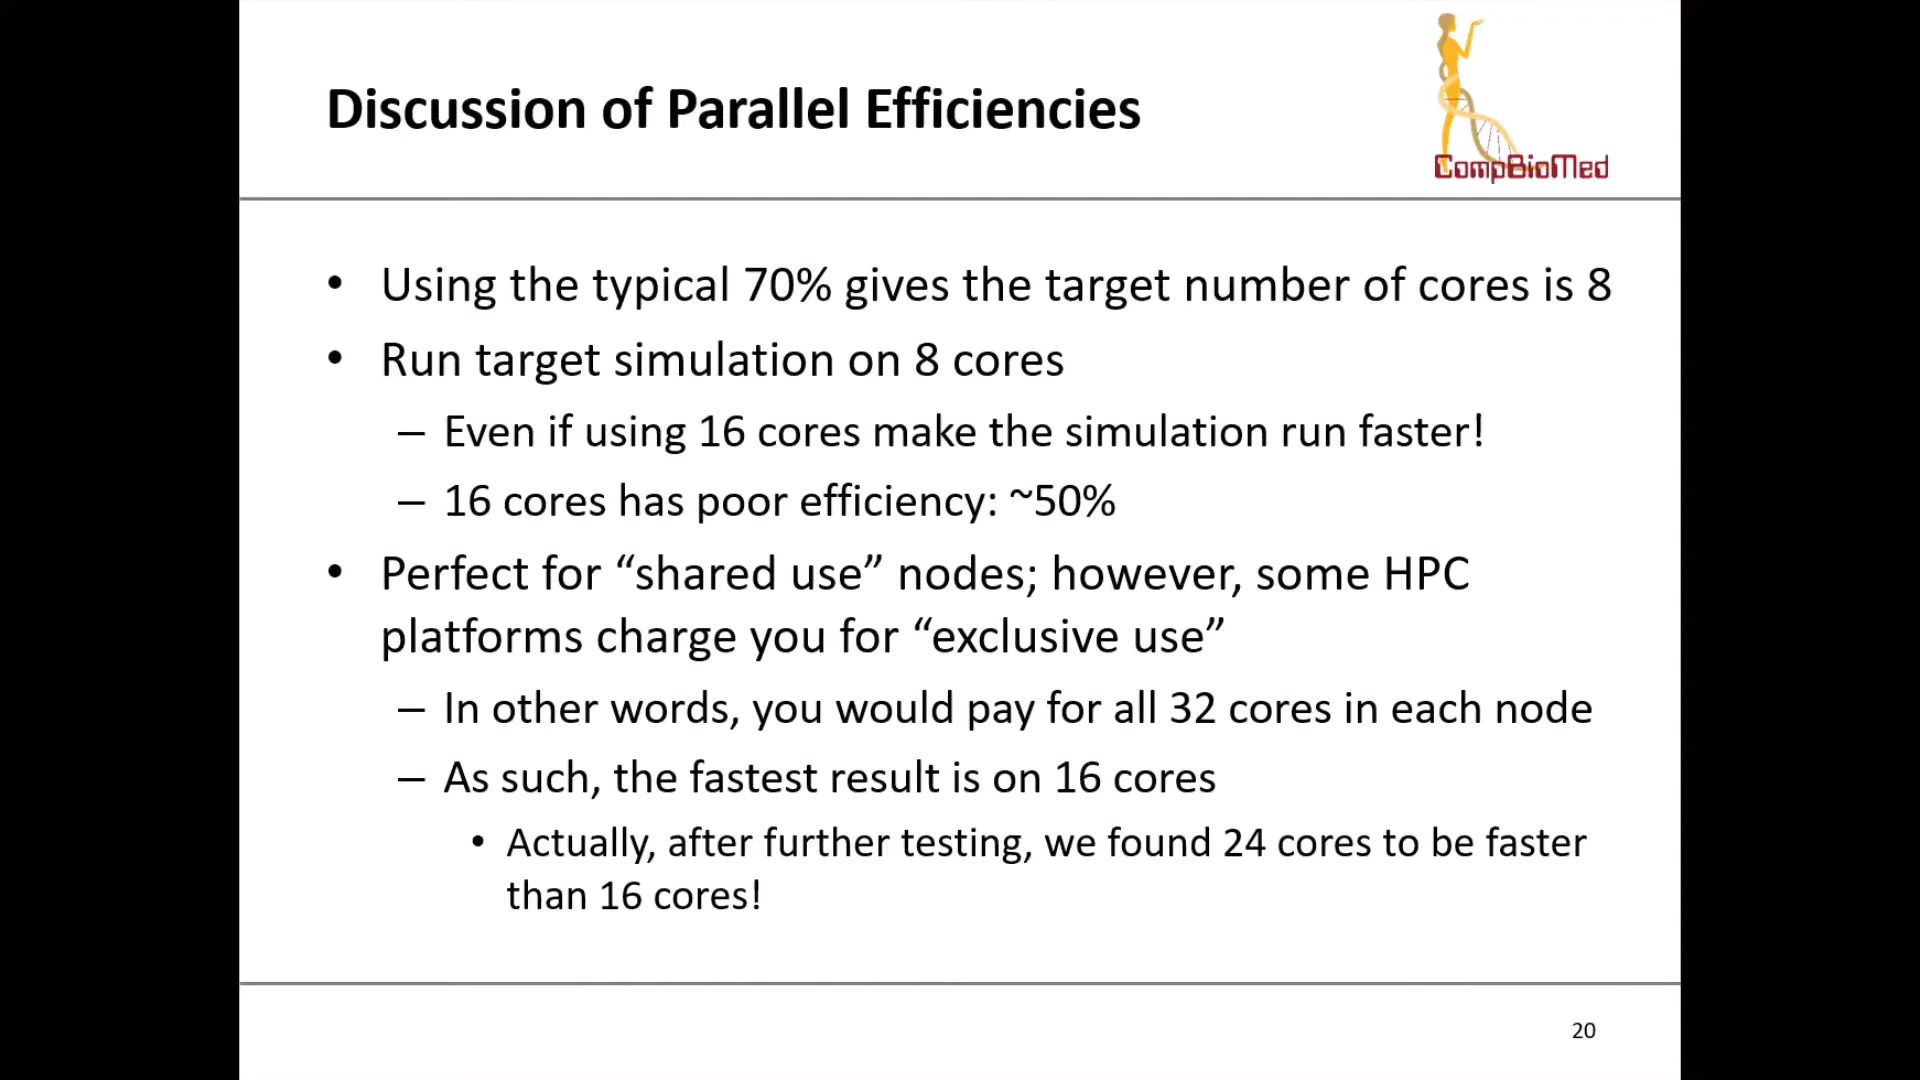 Discussion of Parallel Efficiencies
CompBioMed
• Using the typical 70% gives the target number of cores is 8
• Run target simulation on 8 cores
– Even if using 16 cores make the simulation run faster!
– 16 cores has poor efficiency: ~50%
• Perfect for “shared use” nodes; however, some HPC
platforms charge you for “exclusive use”
– In other words, you would pay for all 32 cores in each node
– As such, the fastest result is on 16 cores
• Actually, after further testing, we found 24 cores to be faster
than 16 cores!
20